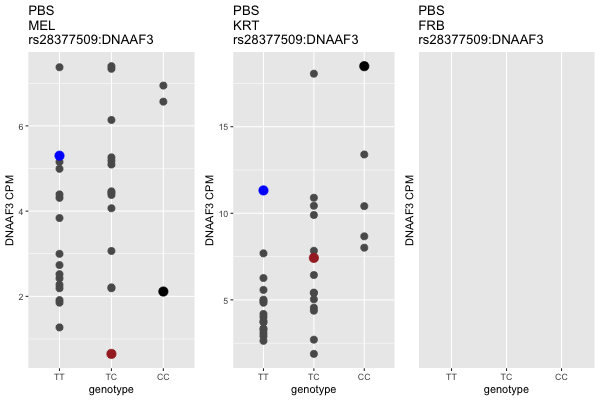 PBS
MEL
rs28377509:DNAAF3
DNAAF3 CPM
6
4
2
TT
TC
CC
genotype
PBS
KRT
rs28377509:DNAAF3
DNAAF3 CPM
15
10
5
TT
TC
CC
genotype
PBS
FRB
rs28377509:DNAAF3
DNAAF3 CPM
TT
TC
CC
genotype